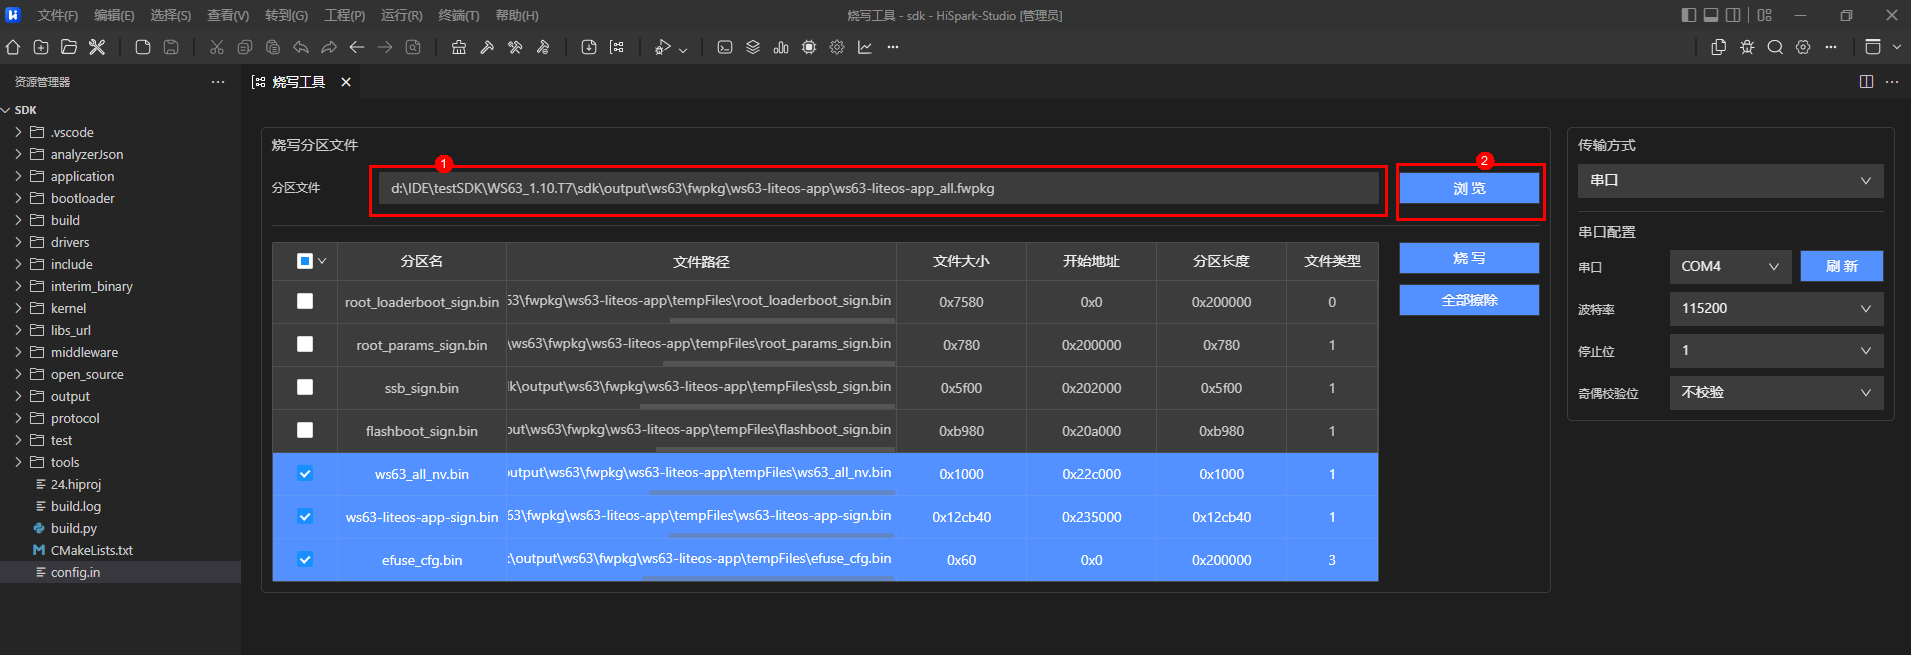 文件(F) 编辑(E) 选择(S) 查看(V) 转到(G) 工程(P) 运行(R) 终端(T) 帮助(H) 烧写工具 - sdk - HiSpark-Studio [管理员]
资源管理器
SDK
.vscode
analyzerJson
application
bootloader
build
drivers
include
interim_binary
kernel
libs_url
middleware
open_source
output
protocol
test
tools
24.hiproj
build.log
build.py
CMakeLists.txt
config.in
烧写工具
烧写分区文件
1
2
分区文件 d:\IDE\testSDK\WS63_1.10.T7\sdk\output\ws63\fwpkg\ws63-liteos-app\ws63-liteos-app_all.fwpkg 浏览
分区名 文件路径 文件大小 开始地址 分区长度 文件类型
root_loaderboot_sign.bin 63\fwpkg\ws63-liteos-app\tempFiles\root_loaderboot_sign.bin 0x7580 0x0 0x200000 0
root_params_sign.bin \ws63\fwpkg\ws63-liteos-app\tempFiles\root_params_sign.bin 0x780 0x200000 0x780 1
ssb_sign.bin lk\output\ws63\fwpkg\ws63-liteos-app\tempFiles\ssb_sign.bin 0x5f00 0x202000 0x5f00 1
flashboot_sign.bin put\ws63\fwpkg\ws63-liteos-app\tempFiles\flashboot_sign.bin 0xb980 0x20a000 0xb980 1
ws63_all_nv.bin output\ws63\fwpkg\ws63-liteos-app\tempFiles\ws63_all_nv.bin 0x1000 0x22c000 0x1000 1
ws63-liteos-app-sign.bin 63\fwpkg\ws63-liteos-app\tempFiles\ws63-liteos-app-sign.bin 0x12cb40 0x235000 0x12cb40 1
efuse_cfg.bin \output\ws63\fwpkg\ws63-liteos-app\tempFiles\efuse_cfg.bin 0x60 0x0 0x200000 3
烧写
全部擦除
传输方式
串口
串口配置
串口 COM4 刷新
波特率 115200
停止位 1
奇偶校验位 不校验